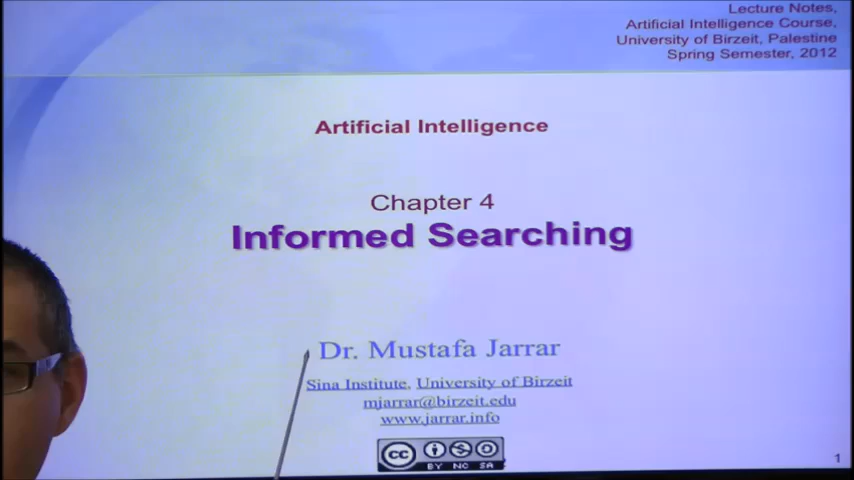 Lecture Notes,
Artificial Intelligence Course,
University of Birzeit, Palestine
Spring Semester, 2012
Artificial Intelligence
Chapter 4
Informed Searching
Dr. Mustafa Jarrar
Sina Institute, University of Birzeit
mjarrar@birzeit.edu
www.jarrar.info
cc
BY NC SA
1